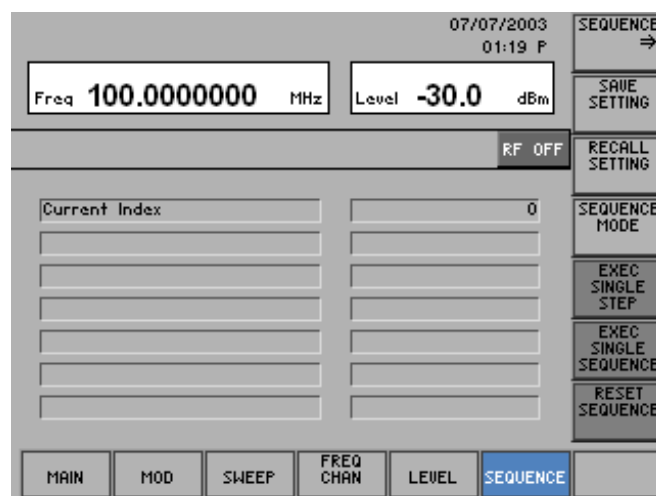 07/07/2003
01:19 P
Freq 100.0000000 MHz
Level -30.0 dBm
RF OFF
Current Index 0
SEQUENCE ⇒
SAVE
SETTING
RECALL
SETTING
SEQUENCE
MODE
EXEC
SINGLE
STEP
EXEC
SINGLE
SEQUENCE
RESET
SEQUENCE
MAIN
MOD
SWEEP
FREQ
CHAN
LEVEL
SEQUENCE